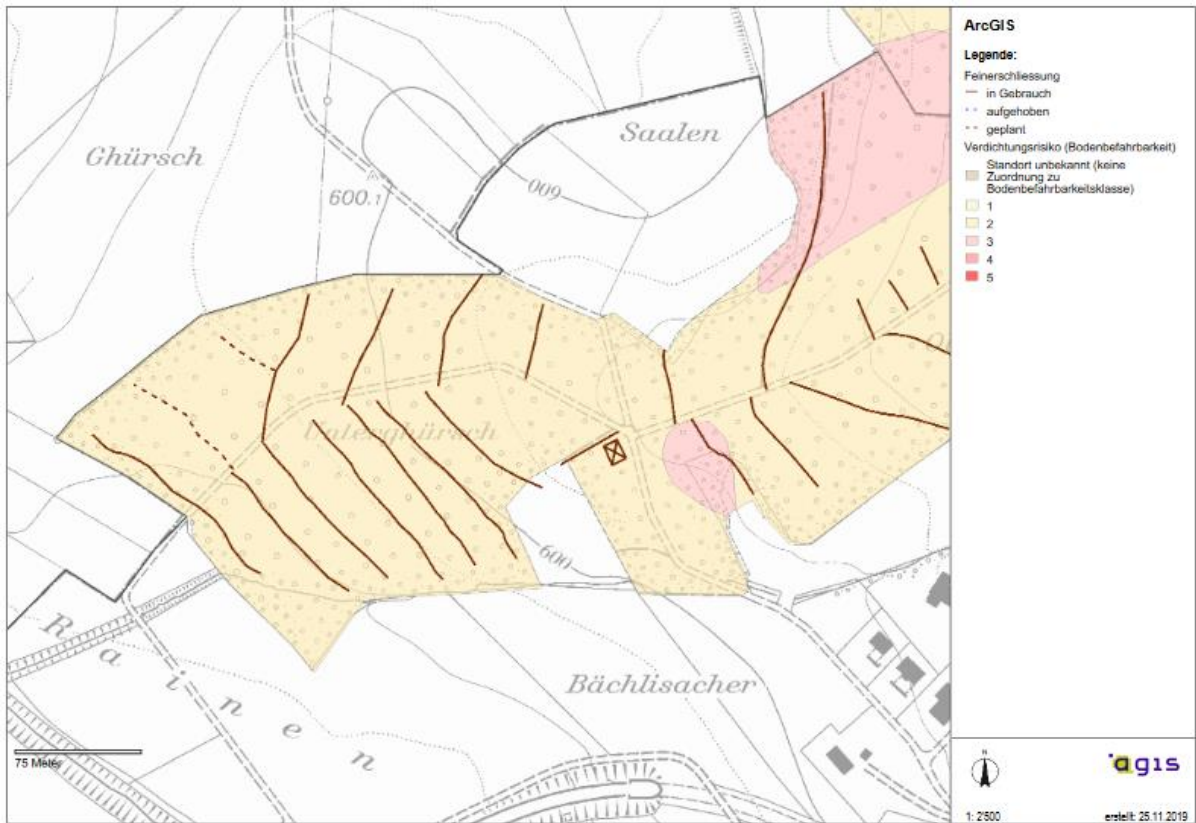 ArcGIS
Legende:
Feinerschliessung
in Gebrauch
aufgehoben
geplant
Verdichtungsrisiko (Bodenbefahrbarkeit)
Standort unbekannt (keine
Zuordnung zu
Bodenbefahrbarkeitsklasse)
1
2
3
4
5
Saalen
Ghürsch
600
600.1
Unterghürsch
600
Rainen
Bächlisacher
75 Meter
N
agis
1: 2'500
erstellt: 25.11.2019